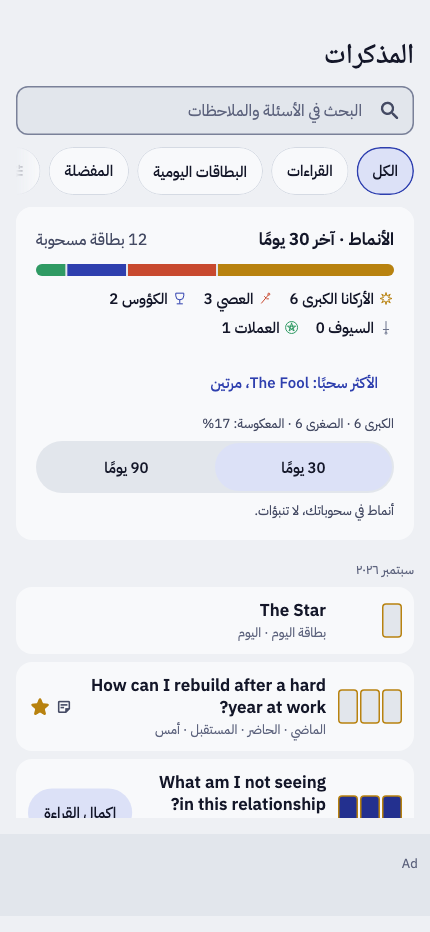 المذكرات
البحث في الأسئلة والملاحظات
الكل
القراءات
البطاقات اليومية
المفضلة
الأنماط · آخر 30 يومًا
12 بطاقة مسحوبة
الأركانا الكبرى 6
العصي 3
الكؤوس 2
السيوف 0
العملات 1
الأكثر سحبًا: The Fool، مرتين
الكبرى 6 · الصغرى 6 · المعكوسة: 17%
30 يومًا
90 يومًا
أنماط في سحوباتك، لا تنبؤات.
سبتمبر ٢٠٢٦
The Star
بطاقة اليوم · اليوم
How can I rebuild after a hard
year at work?
الماضي · الحاضر · المستقبل · أمس
What am I not seeing
in this relationship?
إكمال القراءة
Ad